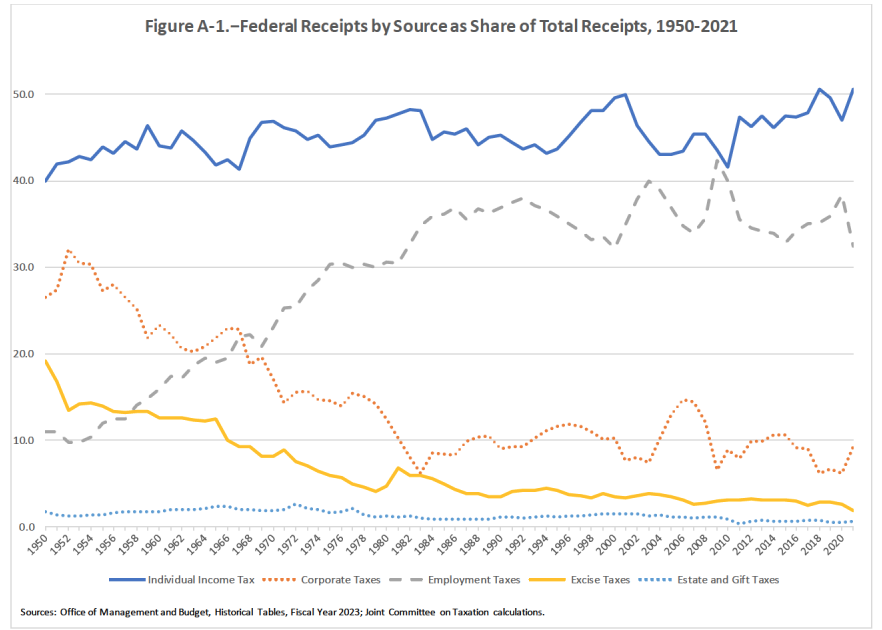 Figure A-1.–Federal Receipts by Source as Share of Total Receipts, 1950-2021
50.0
40.0
30.0
20.0
10.0
0.0
1950 1952 1954 1956 1958 1960 1962 1964 1966 1968 1970 1972 1974 1976 1978 1980 1982 1984 1986 1988 1990 1992 1994 1996 1998 2000 2002 2004 2006 2008 2010 2012 2014 2016 2018 2020
Individual Income Tax Corporate Taxes Employment Taxes Excise Taxes Estate and Gift Taxes
Sources: Office of Management and Budget, Historical Tables, Fiscal Year 2023; Joint Committee on Taxation calculations.